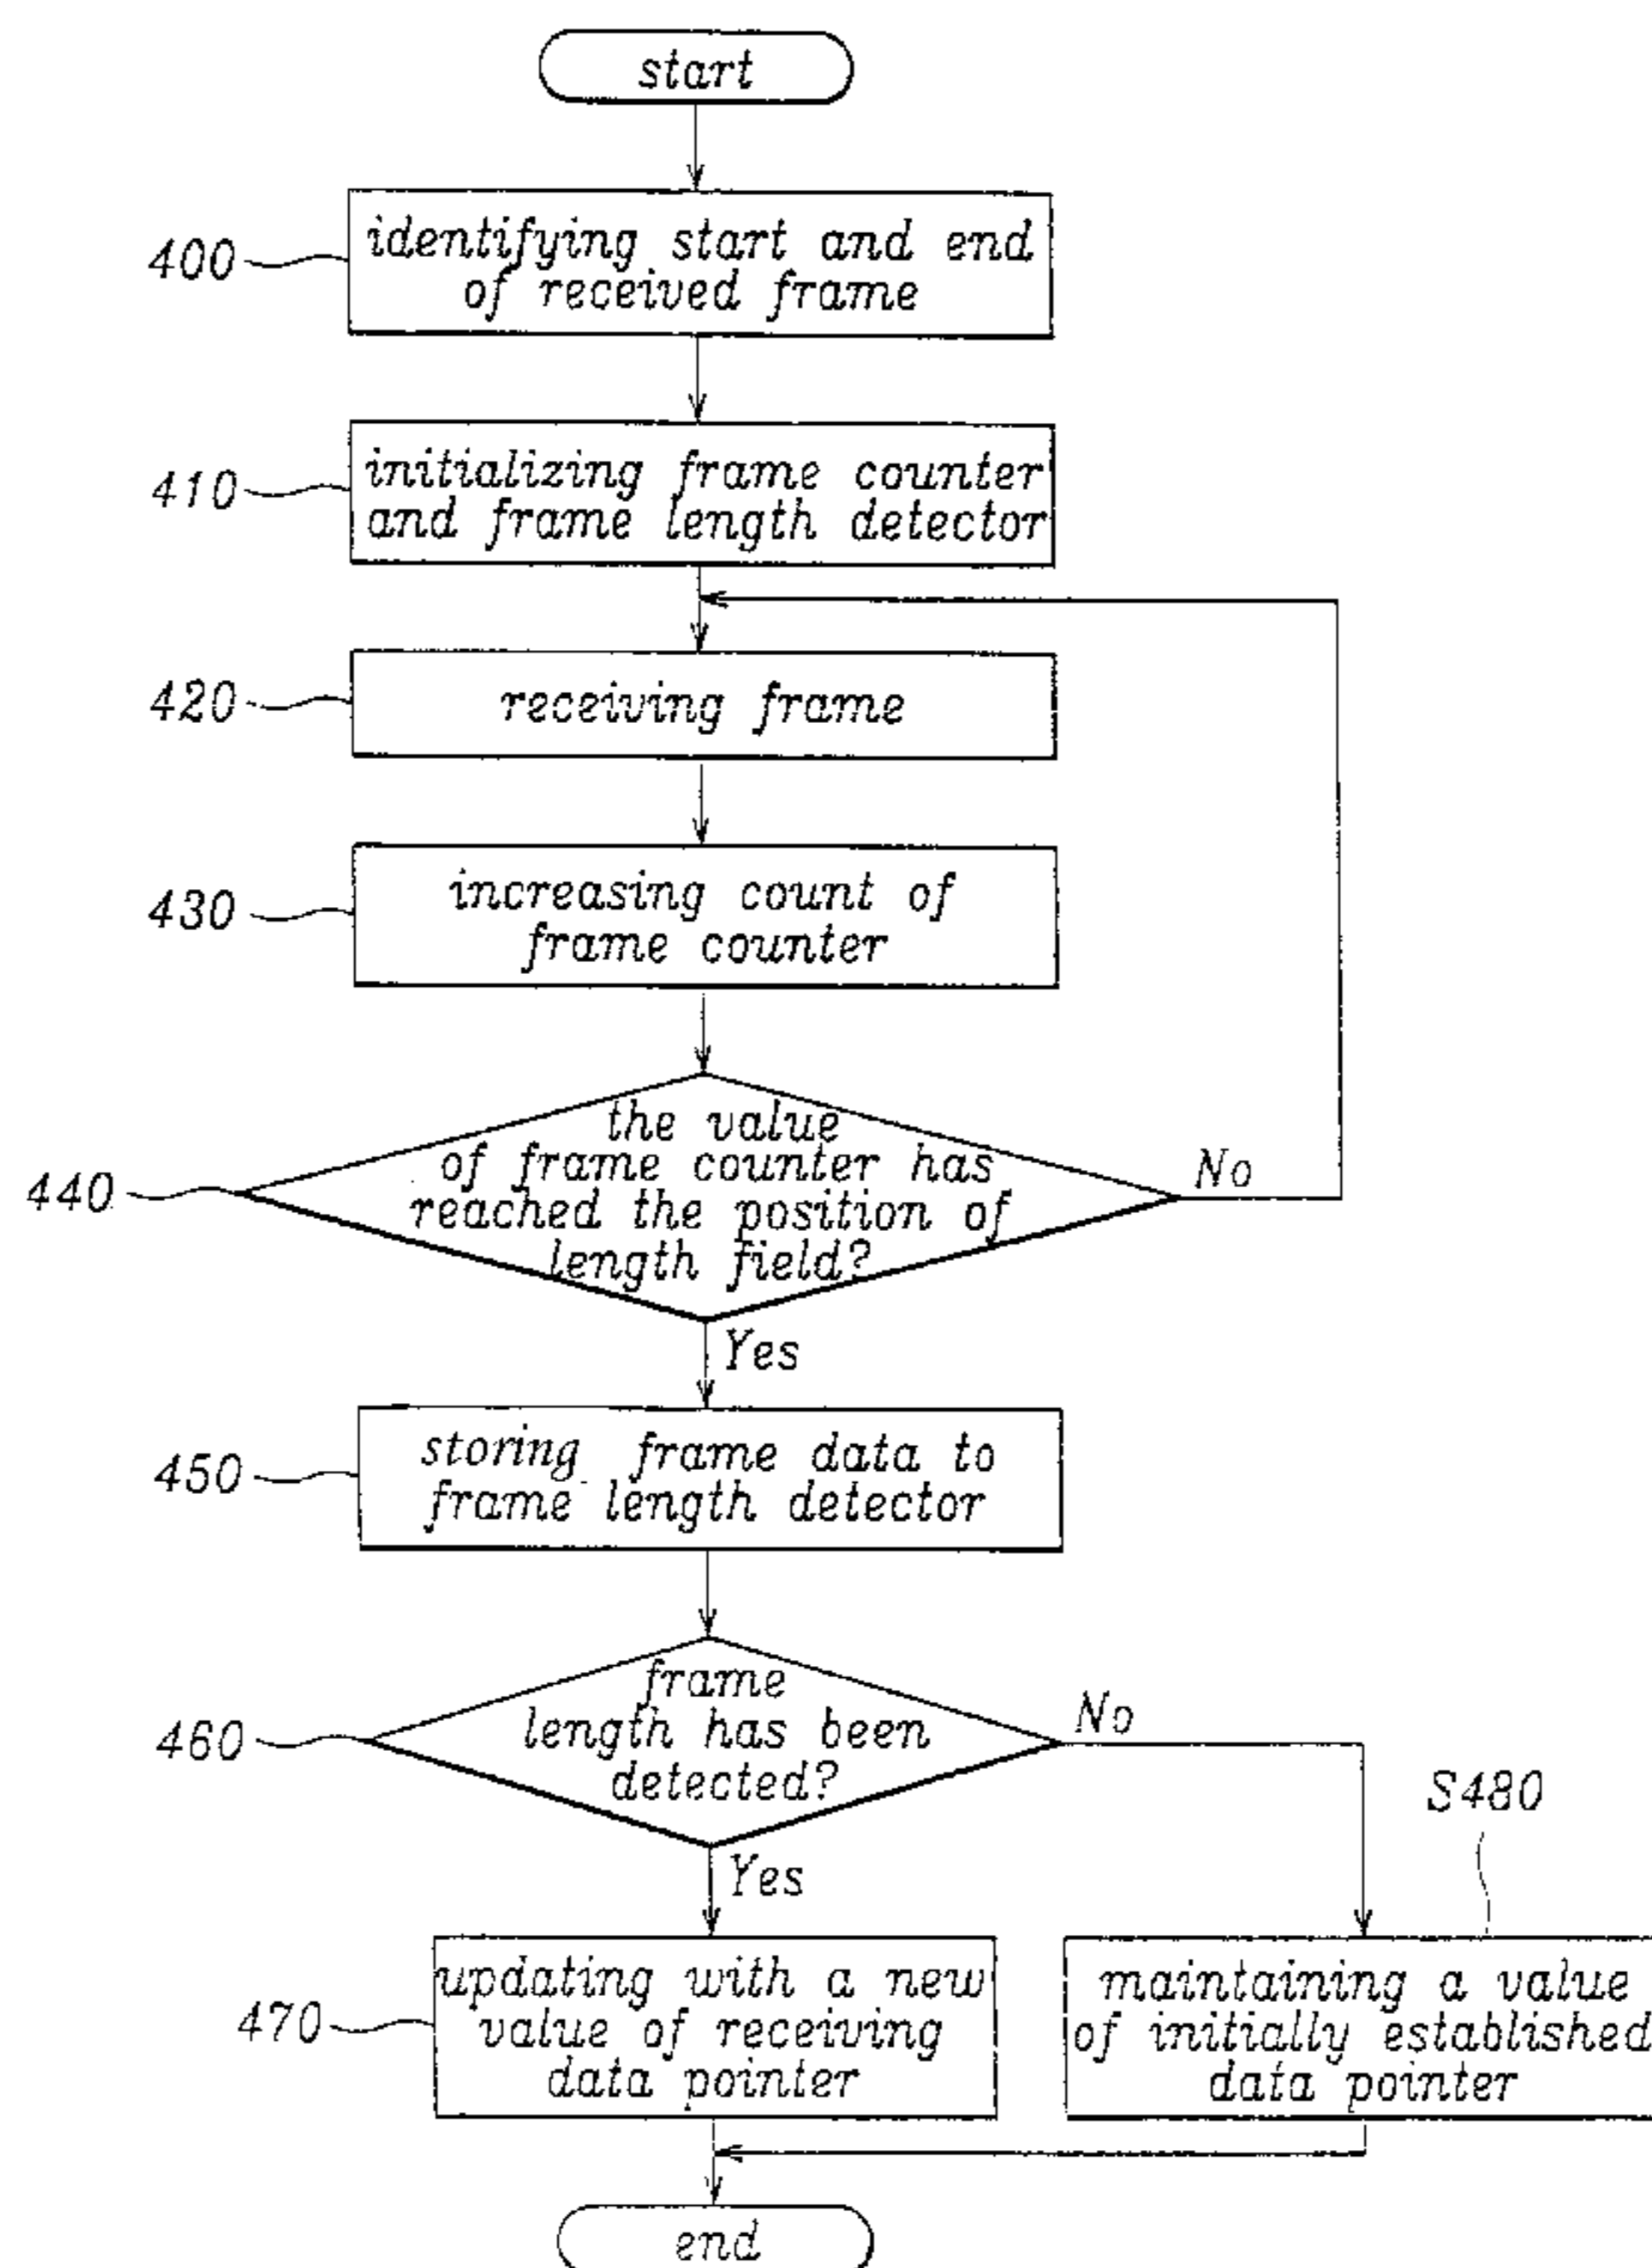 start
400
identifying start and end
of received frame
410
initializing frame counter
and frame length detector
420
receiving frame
430
increasing count of
frame counter
440
the value
of frame counter has
reached the position of
length field?
No
Yes
450
storing frame data to
frame length detector
460
frame
length has been
detected?
No
Yes
S480
470
updating with a new
value of receiving
data pointer
maintaining a value
of initially established
data pointer
end